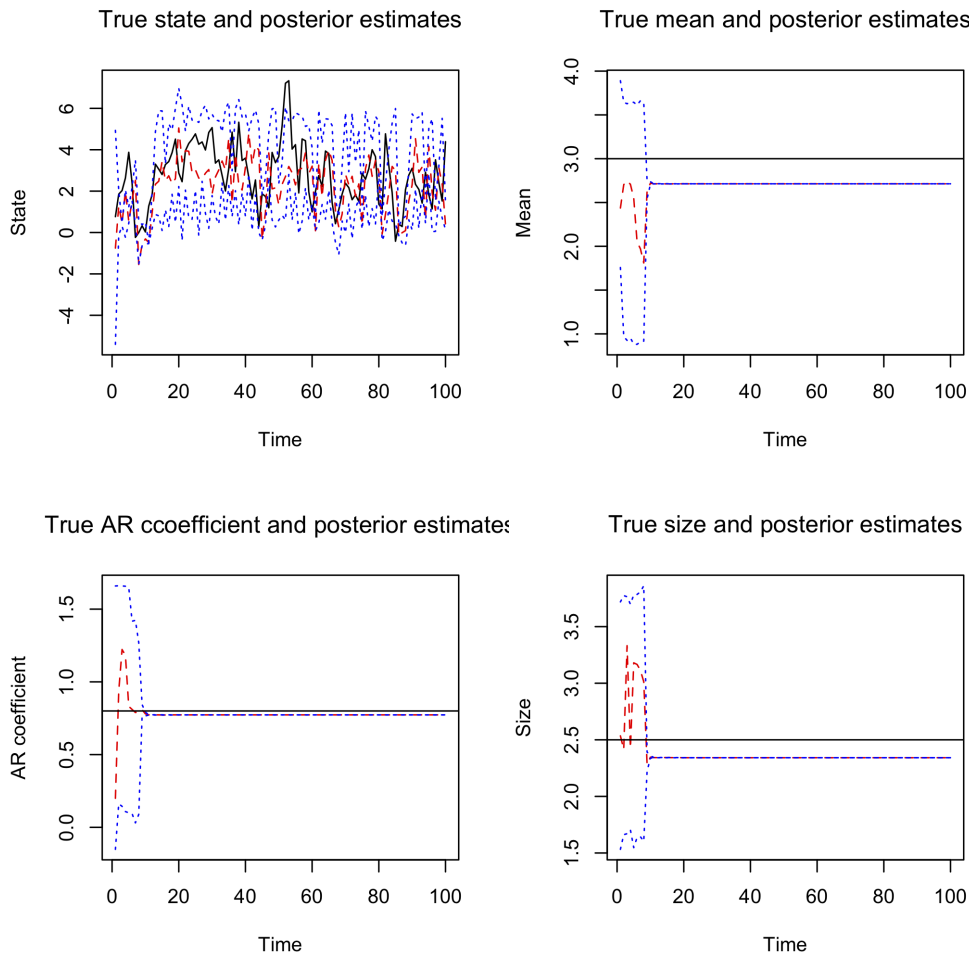 True state and posterior estimates
State
6
4
2
0
-2
-4
0 20 40 60 80 100
Time
True mean and posterior estimates
Mean
4.0
3.0
2.0
1.0
0 20 40 60 80 100
Time
True AR ccoefficient and posterior estimates
AR coefficient
1.5
1.0
0.5
0.0
0 20 40 60 80 100
Time
True size and posterior estimates
Size
3.5
3.0
2.5
2.0
1.5
0 20 40 60 80 100
Time